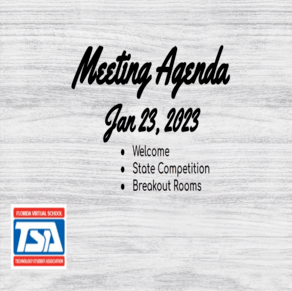 Meeting Agenda
Jan 23, 2023
• Welcome
• State Competition
• Breakout Rooms
FLORIDA VIRTUAL SCHOOL
TSA
TECHNOLOGY STUDENT ASSOCIATION